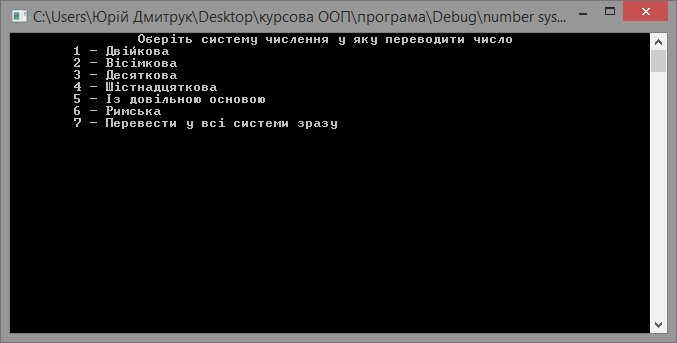 C:\Users\Юрій Дмитрук\Desktop\курсова ООП\програма\Debug\number sys...
Оберіть систему числення у яку переводити число
1 - Двійкова
2 - Вісімкова
3 - Десяткова
4 - Шістнадцяткова
5 - Із довільною основою
6 - Римська
7 - Перевести у всі системи зразу